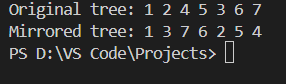 Original tree: 1 2 4 5 3 6 7
Mirrored tree: 1 3 7 6 2 5 4
PS D:\VS Code\Projects>